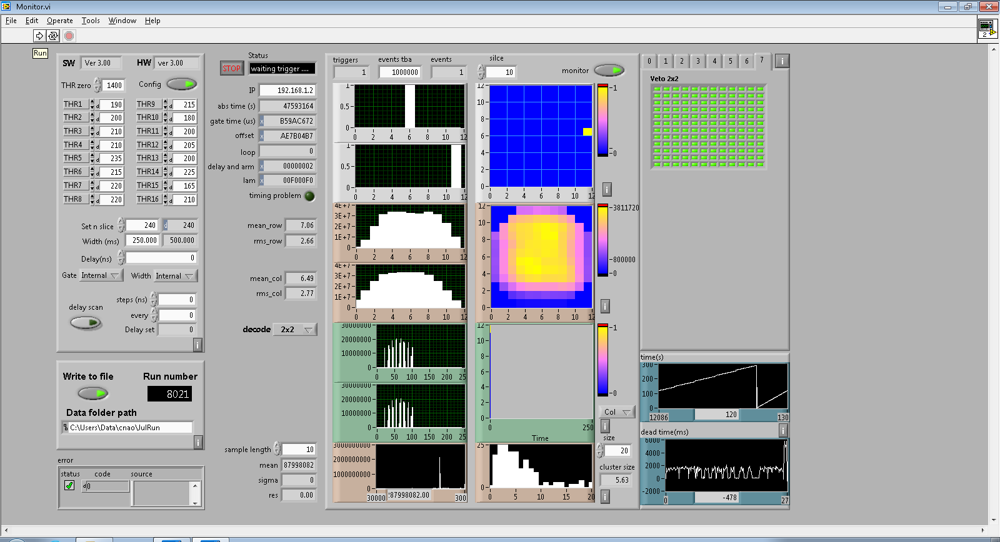 Monitor.vi
File Edit Operate Tools Window Help
2
Run
SW Ver 3.00 HW ver 3.00
THR zero 1400 Config
THR1 d 190 THR9 d 215
THR2 d 200 THR10 d 180
THR3 d 210 THR11 d 200
THR4 d 210 THR12 d 205
THR5 d 235 THR13 d 200
THR6 d 215 THR14 d 225
THR7 d 220 THR15 d 165
THR8 d 220 THR16 d 210
Set n slice 240 d 240
Width (ms) 250.000 500.000
Delay(ns) 0
Gate Internal Width Internal
steps (ns) 0
delay scan
every 0
Delay set 0
i
Write to file Run number
8021
Data folder path
C:\Users\Data\cnao\JulRun
i
error
status code source
d0
Status
STOP waiting trigger ....
IP 192.168.1.2
abs time (s) 47593164
gate time (us) x B59AC672
offset x AE7B04B7
loop 0
delay and arm x 00000002
lam x 00F000F0
timing problem
mean_row 7.06
rms_row 2.66
mean_col 6.49
rms_col 2.77
decode 2x2
sample length 10
mean 87998082
sigma 0
res 0.00
triggers events tba events silce
1 1000000 1 10
monitor
1
0.5
0
0 2 4 6 8 10 12
1
0.5
0
0 2 4 6 8 10 12
4E+7
3E+7
2E+7
1E+7
0
0 2 4 6 8 10 12
4E+7
3E+7
2E+7
1E+7
0
0 2 4 6 8 10 12
30000000
20000000
10000000
0
0 50 100 150 200 25
30000000
20000000
10000000
0
0 50 100 150 200 25
3000000000
2000000000
1000000000
0
30000 87998082.00 300
12
10
8
6
4
2
0
0 2 4 6 8 10 12
1
0
i
12
10
8
6
4
2
0
0 2 4 6 8 10 12
3811720
800000
0
i
12
10
8
6
4
2
0
0 250
Time
1
0
Col
i
size
20
cluster size
5.63
i
25
0
0 5 10 15 20
0 1 2 3 4 5 6 7 i
Veto 2x2
time(s)
300
200
100
0
12086 120 130
dead time(ms) i
6000
4000
2000
0
-2000
0 -478 27